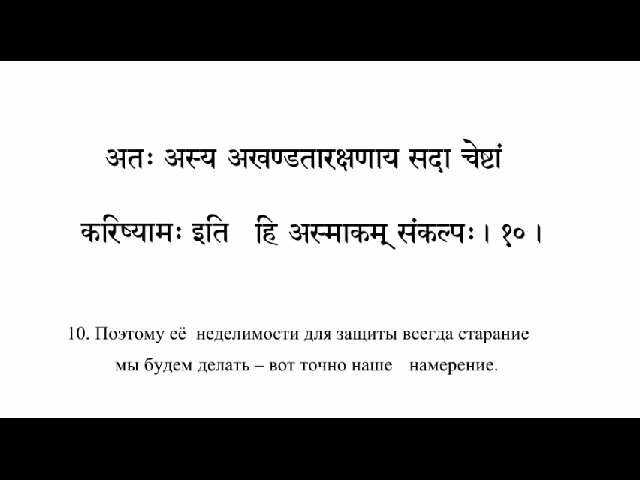 अतः अस्य अखण्डतारक्षणाय सदा चेष्टां
करिष्यामः इति हि अस्माकम् संकल्पः । १० ।
10. Поэтому её неделимости для защиты всегда старание
мы будем делать – вот точно наше намерение.